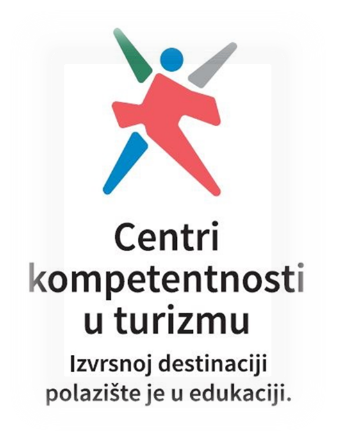 Centri
kompetentnosti
u turizmu
Izvrsnoj destinaciji
polazište je u edukaciji.